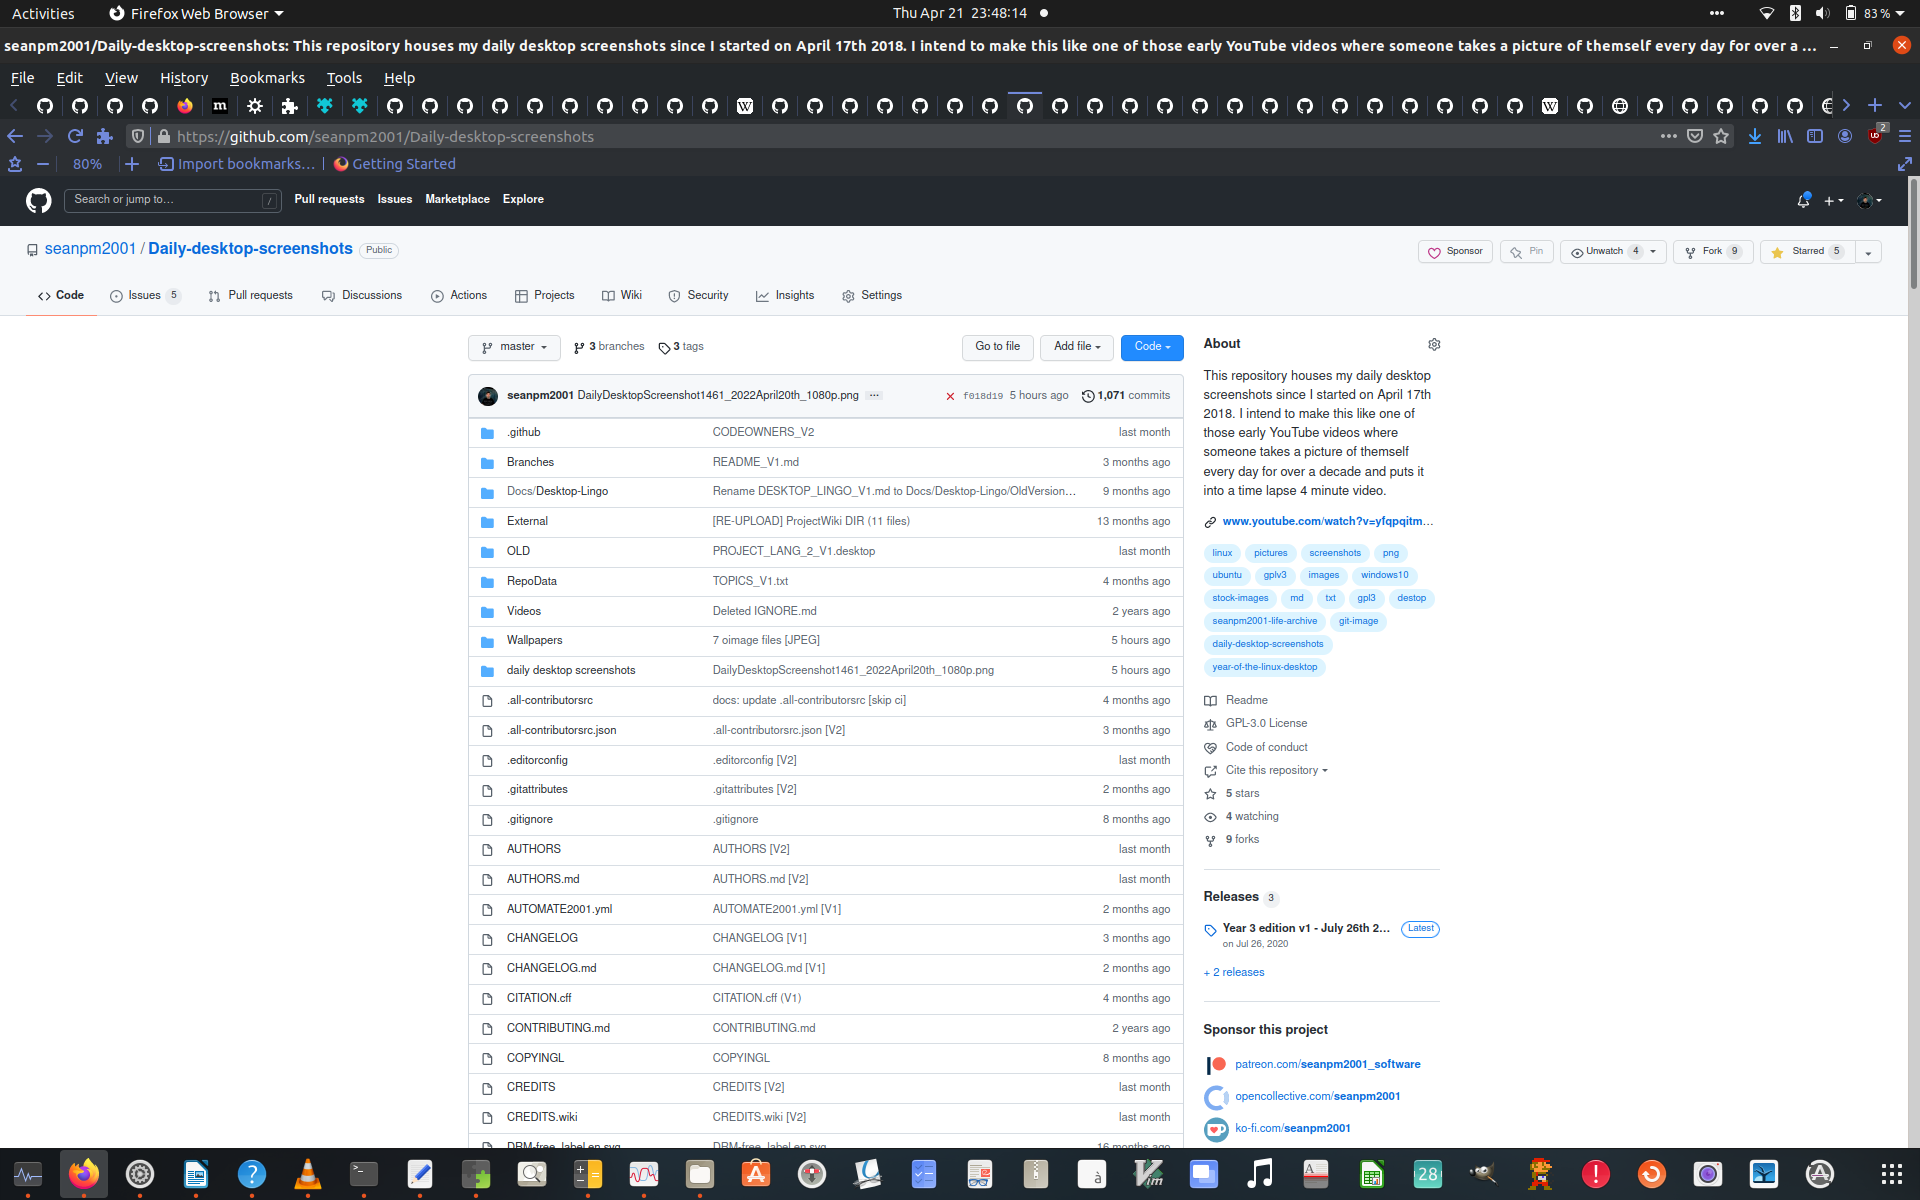 Activities
Firefox Web Browser
Thu Apr 21 23:48:14
83 %
seanpm2001/Daily-desktop-screenshots: This repository houses my daily desktop screenshots since I started on April 17th 2018. I intend to make this like one of those early YouTube videos where someone takes a picture of themself every day for over a ...
File Edit View History Bookmarks Tools Help
https://github.com/seanpm2001/Daily-desktop-screenshots
2
80%
Import bookmarks...
Getting Started
Search or jump to...
/
Pull requests Issues Marketplace Explore
seanpm2001 / Daily-desktop-screenshots
Public
Sponsor
Pin
Unwatch 4
Fork 9
Starred 5
Code
Issues 5
Pull requests
Discussions
Actions
Projects
Wiki
Security
Insights
Settings
master
3 branches
3 tags
Go to file
Add file
Code
seanpm2001 DailyDesktopScreenshot1461_2022April20th_1080p.png ...
f018d19 5 hours ago
1,071 commits
.github CODEOWNERS_V2 last month
Branches README_V1.md 3 months ago
Docs/Desktop-Lingo Rename DESKTOP_LINGO_V1.md to Docs/Desktop-Lingo/OldVersion... 9 months ago
External [RE-UPLOAD] ProjectWiki DIR (11 files) 13 months ago
OLD PROJECT_LANG_2_V1.desktop last month
RepoData TOPICS_V1.txt 4 months ago
Videos Deleted IGNORE.md 2 years ago
Wallpapers 7 oimage files [JPEG] 5 hours ago
daily desktop screenshots DailyDesktopScreenshot1461_2022April20th_1080p.png 5 hours ago
.all-contributorsrc docs: update .all-contributorsrc [skip ci] 4 months ago
.all-contributorsrc.json .all-contributorsrc.json [V2] 3 months ago
.editorconfig .editorconfig [V2] last month
.gitattributes .gitattributes [V2] 2 months ago
.gitignore .gitignore 8 months ago
AUTHORS AUTHORS [V2] last month
AUTHORS.md AUTHORS.md [V2] last month
AUTOMATE2001.yml AUTOMATE2001.yml [V1] 2 months ago
CHANGELOG CHANGELOG [V1] 3 months ago
CHANGELOG.md CHANGELOG.md [V1] 2 months ago
CITATION.cff CITATION.cff (V1) 4 months ago
CONTRIBUTING.md CONTRIBUTING.md 2 years ago
COPYINGL COPYINGL 8 months ago
CREDITS CREDITS [V2] last month
CREDITS.wiki CREDITS.wiki [V2] last month
DRM-free_label.en.svg DRM-free_label.en.svg 16 months ago
About
This repository houses my daily desktop
screenshots since I started on April 17th
2018. I intend to make this like one of
those early YouTube videos where
someone takes a picture of themself
every day for over a decade and puts it
into a time lapse 4 minute video.
www.youtube.com/watch?v=yfqpqitm...
linux pictures screenshots png
ubuntu gplv3 images windows10
stock-images md txt gpl3 destop
seanpm2001-life-archive git-image
daily-desktop-screenshots
year-of-the-linux-desktop
Readme
GPL-3.0 License
Code of conduct
Cite this repository
5 stars
4 watching
9 forks
Releases 3
Year 3 edition v1 - July 26th 2... Latest
on Jul 26, 2020
+ 2 releases
Sponsor this project
patreon.com/seanpm2001_software
opencollective.com/seanpm2001
ko-fi.com/seanpm2001
28